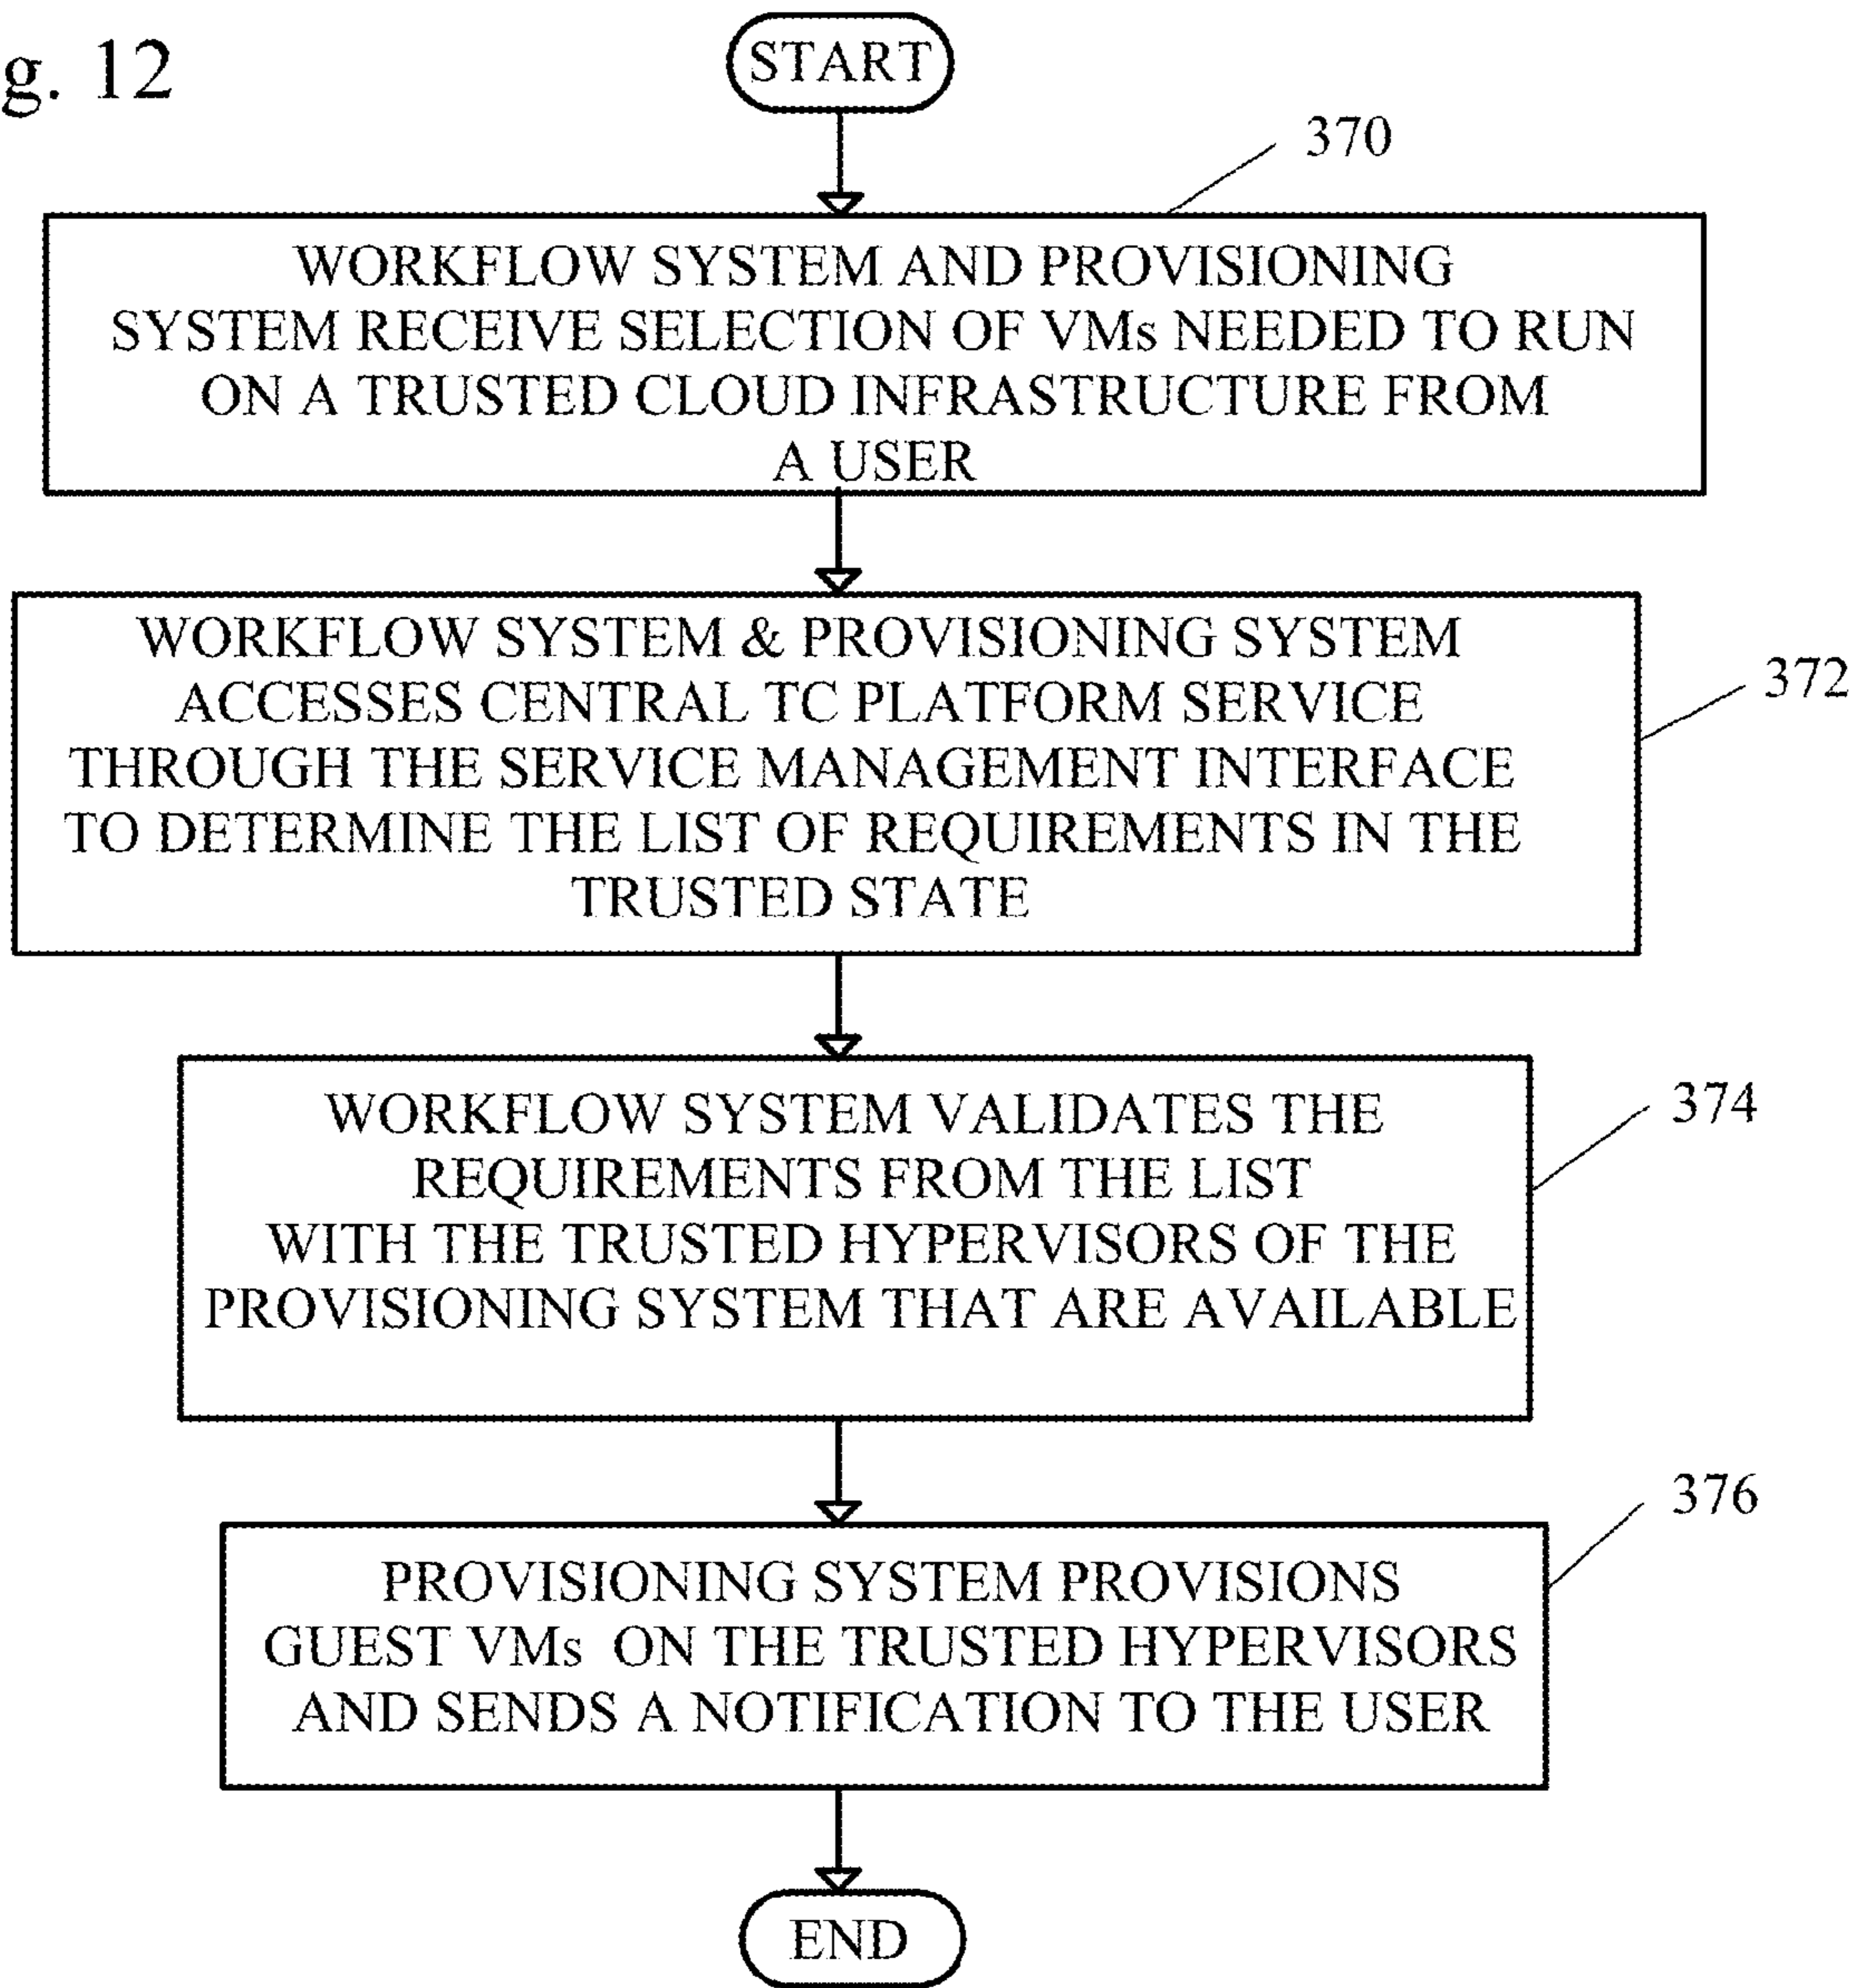 g. 12
START
370
WORKFLOW SYSTEM AND PROVISIONING
SYSTEM RECEIVE SELECTION OF VMs NEEDED TO RUN
ON A TRUSTED CLOUD INFRASTRUCTURE FROM
A USER
WORKFLOW SYSTEM & PROVISIONING SYSTEM
ACCESSES CENTRAL TC PLATFORM SERVICE
THROUGH THE SERVICE MANAGEMENT INTERFACE
TO DETERMINE THE LIST OF REQUIREMENTS IN THE
TRUSTED STATE
372
WORKFLOW SYSTEM VALIDATES THE
REQUIREMENTS FROM THE LIST
WITH THE TRUSTED HYPERVISORS OF THE
PROVISIONING SYSTEM THAT ARE AVAILABLE
374
PROVISIONING SYSTEM PROVISIONS
GUEST VMs ON THE TRUSTED HYPERVISORS
AND SENDS A NOTIFICATION TO THE USER
376
END